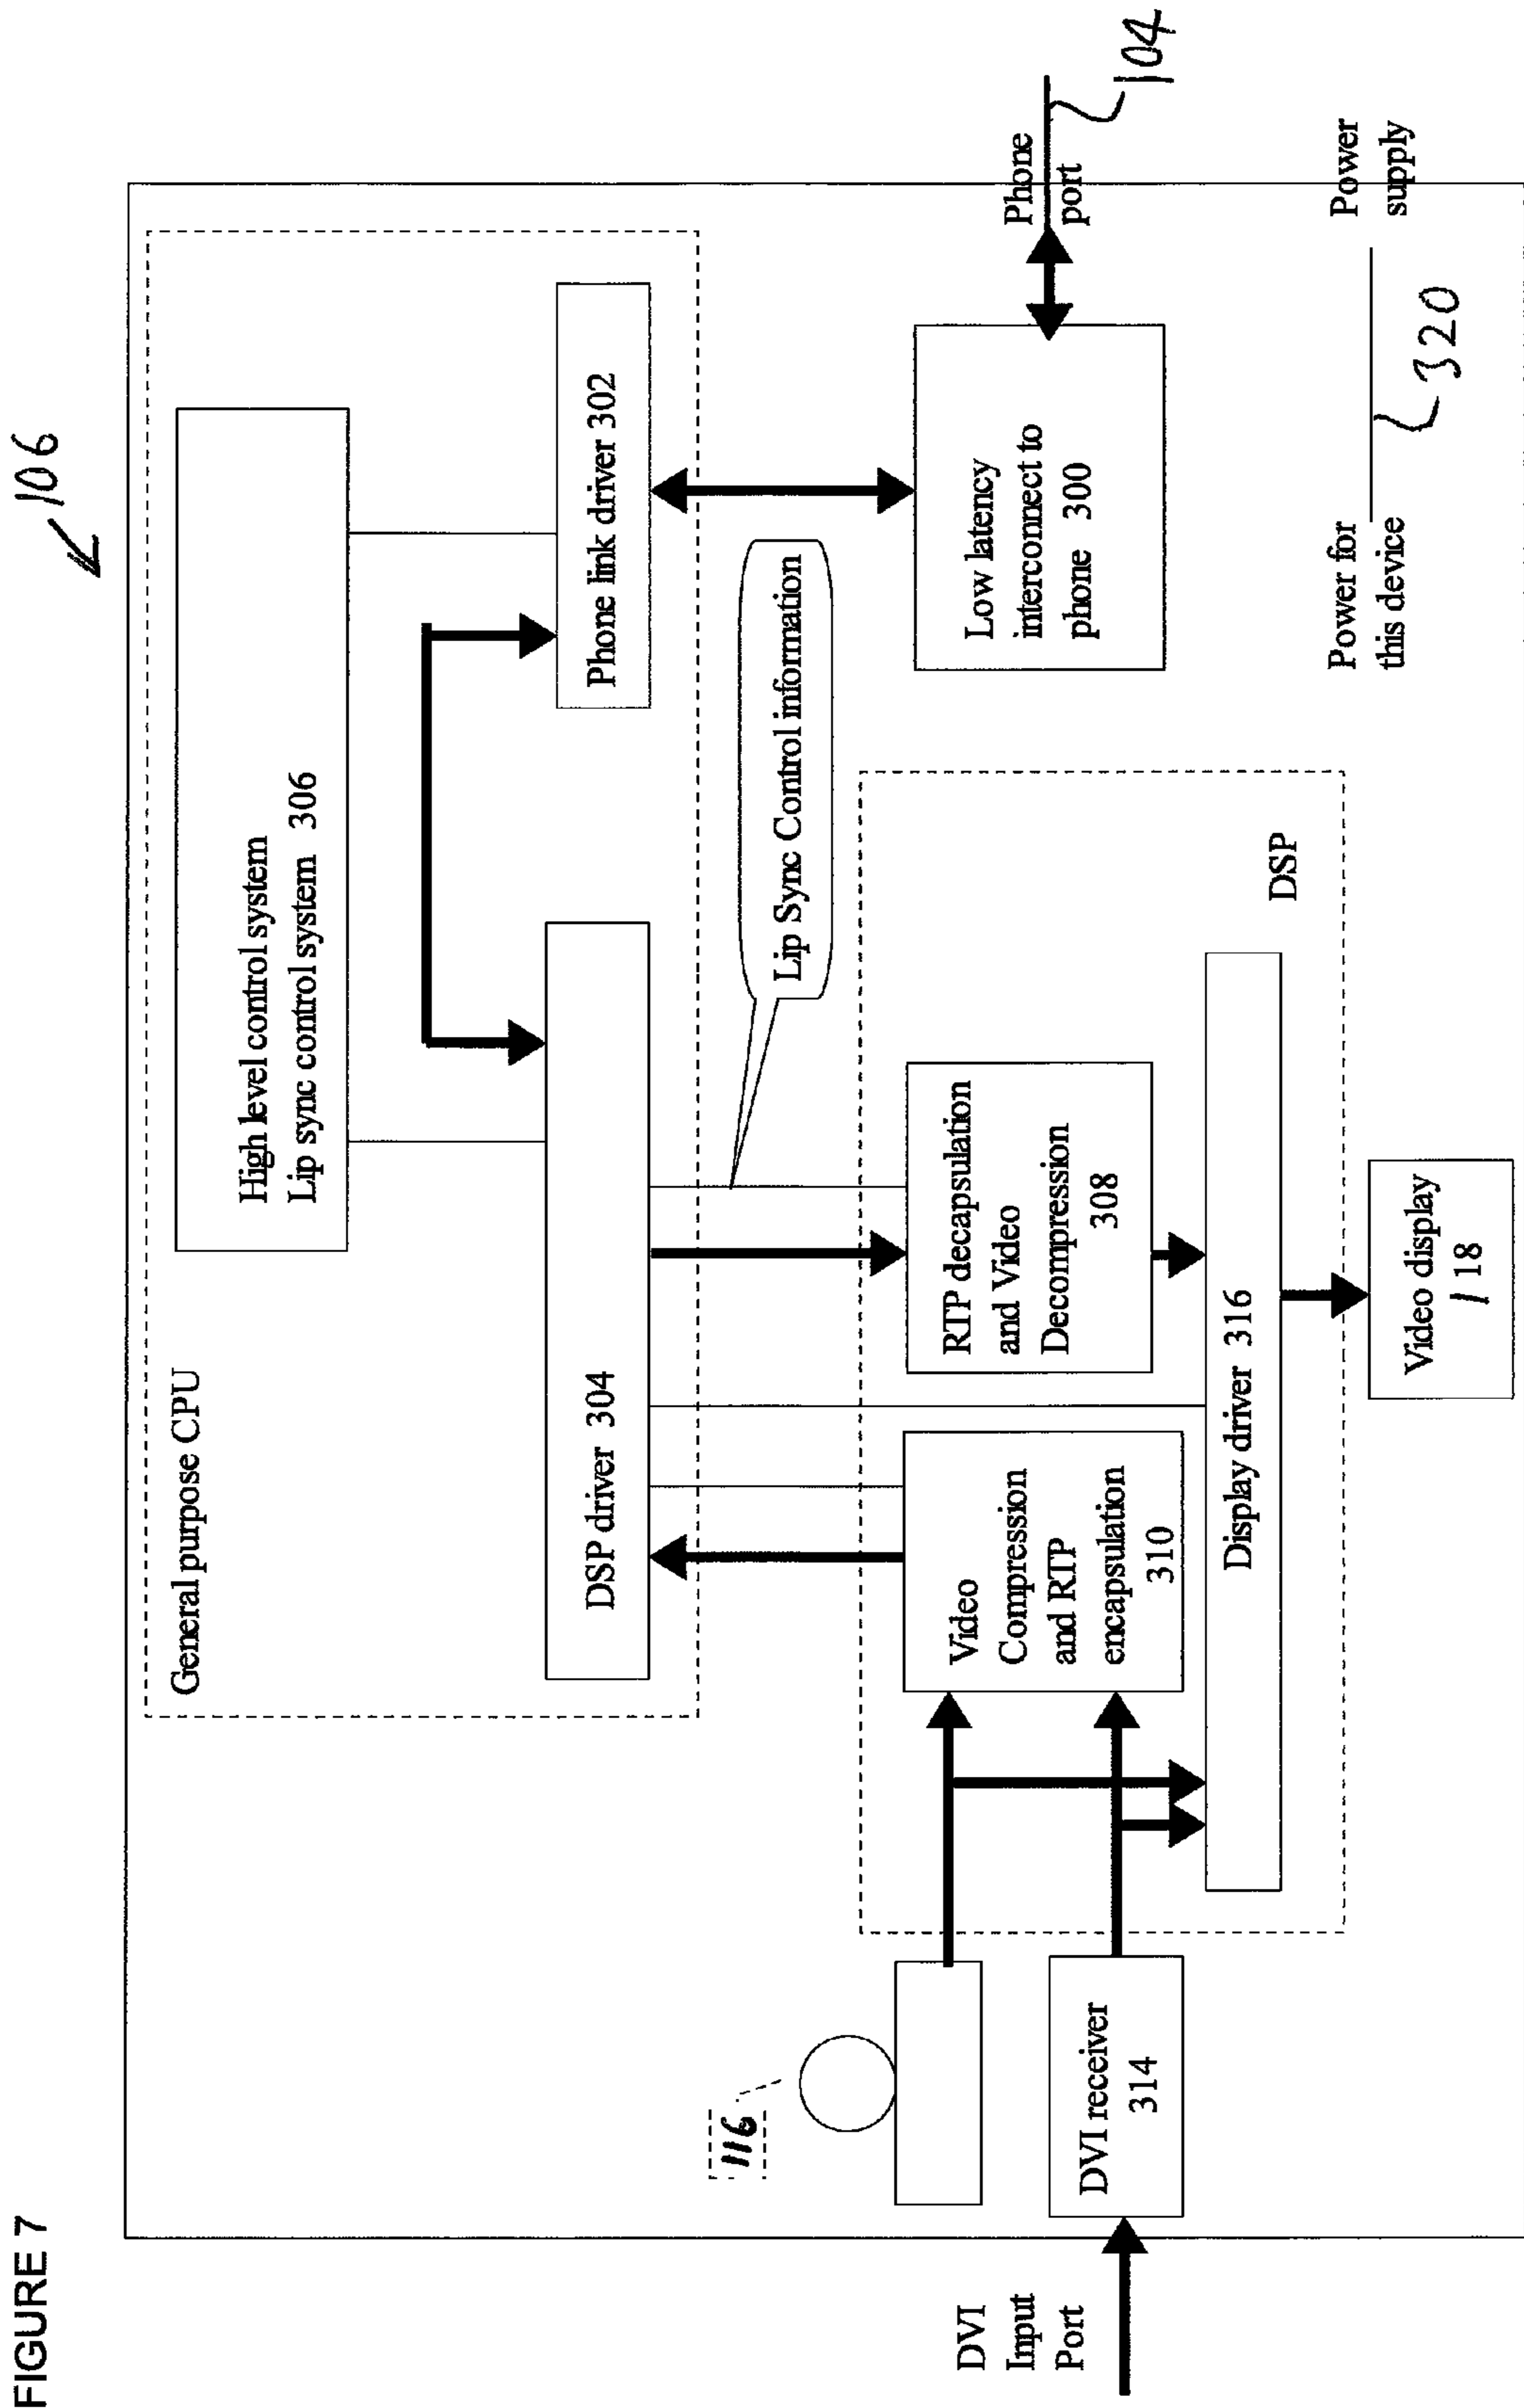 FIGURE 7
106
General purpose CPU
High level control system
Lip sync control system 306
DSP driver 304
Phone link driver 302
Lip Sync Control information
116
DVI
Input
Port
DVI receiver
314
Video
Compression
and RTP
encapsulation
310
RTP decapsulation
and Video
Decompression
308
DSP
Display driver 316
Video display
118
Low latency
interconnect to
phone 300
Phone
port
104
Power for
this device
Power
supply
320